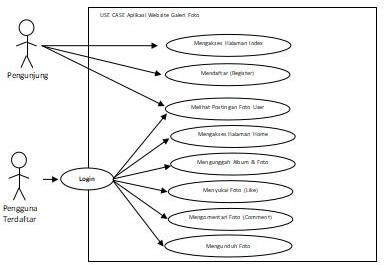 USE CASE Aplikasi Website Galeri Foto
Mengakses Halaman Index
Pengunjung
Mendaftar (Register)
Melihat Postingan Foto User
Mengakses Halaman Home
Mengunggah Album & Foto
Login
Menyukai Foto (Like)
Pengguna
Terdaftar
Mengomentari Foto (Comment)
Mengunduh Foto